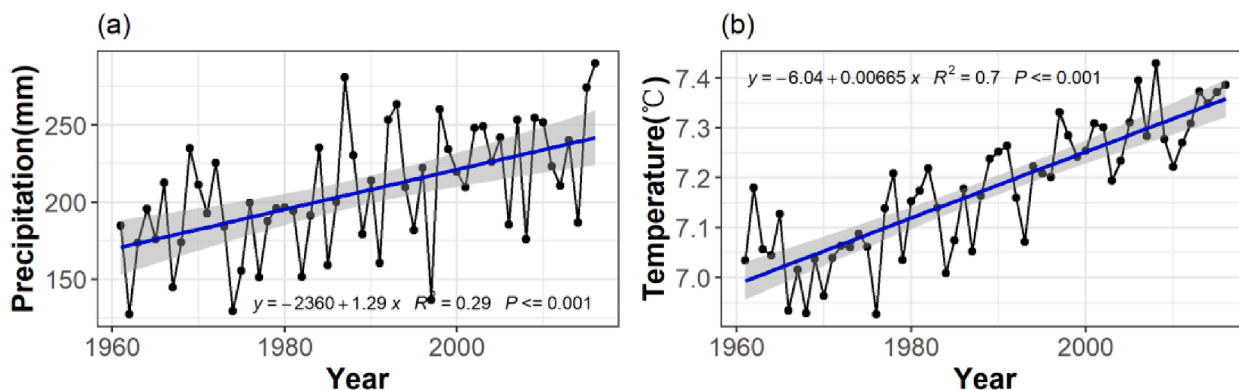 (a)
Precipitation(mm)
250
200
150
y = −2360 + 1.29 x R² = 0.29 P <= 0.001
1960
1980
2000
Year
(b)
Temperature(℃)
7.4
7.3
7.2
7.1
7.0
y = −6.04 + 0.00665 x R² = 0.7 P <= 0.001
1960
1980
2000
Year